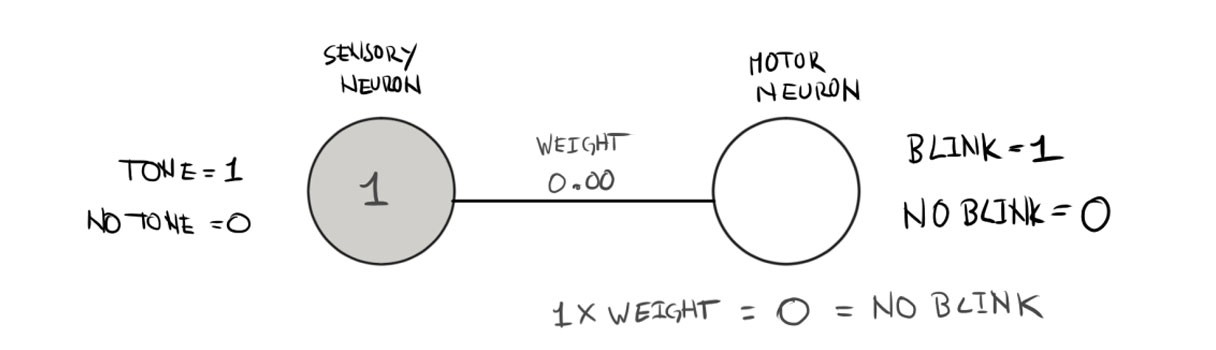 SENSORY
NEURON
MOTOR
NEURON
WEIGHT
0.00
TONE = 1
NO TONE = 0
1
BLINK = 1
NO BLINK = 0
1 X WEIGHT = 0 = NO BLINK